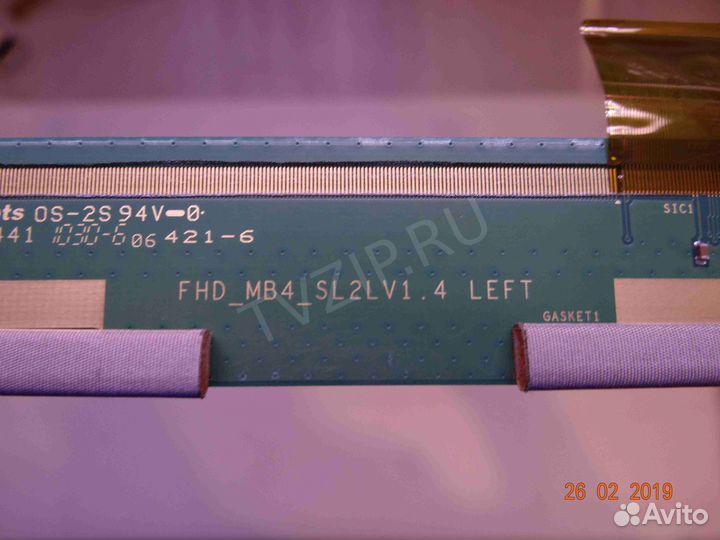 OS-2S 94V-0
441 1030-6 06 421-6
SIC1
FHD_MB4_SL2LV1.4 LEFT
GASKET1
TVZIP.RU
26 02 2019
Avito